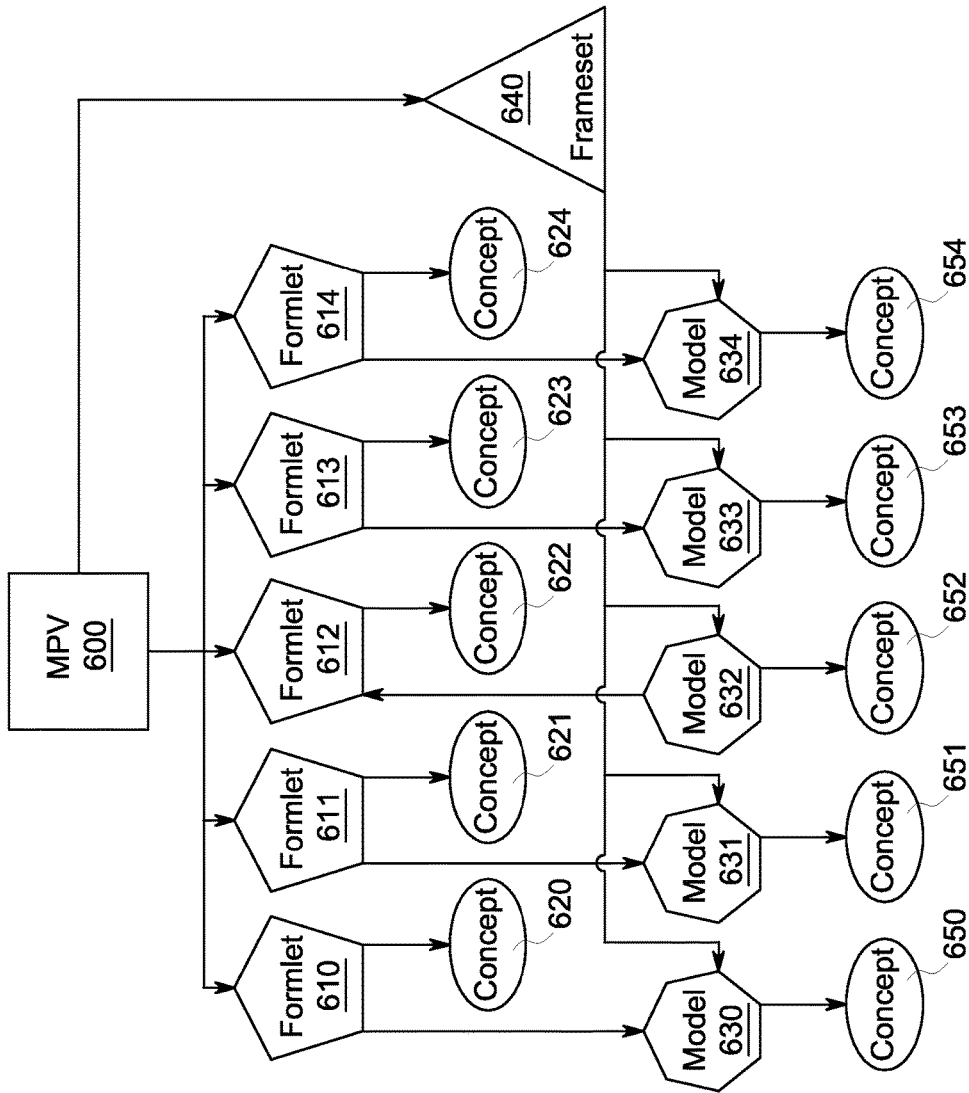 MPV
600
640
Frameset
Formlet
610
Formlet
611
Formlet
612
Formlet
613
Formlet
614
Concept
620
Concept
621
Concept
622
Concept
623
Concept
624
Model
630
Model
631
Model
632
Model
633
Model
634
Concept
650
Concept
651
Concept
652
Concept
653
Concept
654